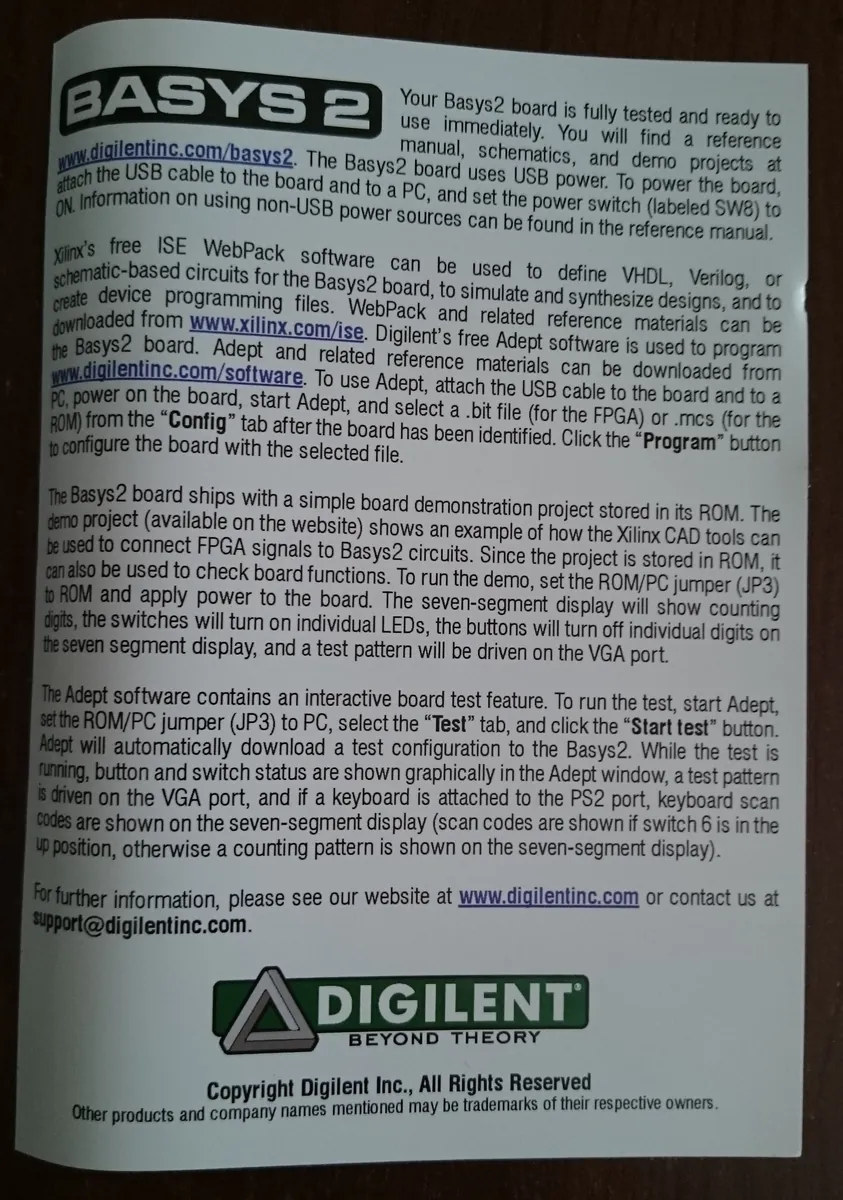 BASYS 2
Your Basys2 board is fully tested and ready to
use immediately. You will find a reference
manual, schematics, and demo projects at
www.digilentinc.com/basys2. The Basys2 board uses USB power. To power the board,
attach the USB cable to the board and to a PC, and set the power switch (labeled SW8) to
ON. Information on using non-USB power sources can be found in the reference manual.
Xilinx's free ISE WebPack software can be used to define VHDL, Verilog, or
schematic-based circuits for the Basys2 board, to simulate and synthesize designs, and to
create device programming files. WebPack and related reference materials can be
downloaded from www.xilinx.com/ise. Digilent's free Adept software is used to program
the Basys2 board. Adept and related reference materials can be downloaded from
www.digilentinc.com/software. To use Adept, attach the USB cable to the board and to a
PC, power on the board, start Adept, and select a .bit file (for the FPGA) or .mcs (for the
ROM) from the “Config” tab after the board has been identified. Click the “Program” button
to configure the board with the selected file.
The Basys2 board ships with a simple board demonstration project stored in its ROM. The
demo project (available on the website) shows an example of how the Xilinx CAD tools can
be used to connect FPGA signals to Basys2 circuits. Since the project is stored in ROM, it
can also be used to check board functions. To run the demo, set the ROM/PC jumper (JP3)
to ROM and apply power to the board. The seven-segment display will show counting
digits, the switches will turn on individual LEDs, the buttons will turn off individual digits on
the seven segment display, and a test pattern will be driven on the VGA port.
The Adept software contains an interactive board test feature. To run the test, start Adept,
set the ROM/PC jumper (JP3) to PC, select the “Test” tab, and click the “Start test” button.
Adept will automatically download a test configuration to the Basys2. While the test is
running, button and switch status are shown graphically in the Adept window, a test pattern
is driven on the VGA port, and if a keyboard is attached to the PS2 port, keyboard scan
codes are shown on the seven-segment display (scan codes are shown if switch 6 is in the
up position, otherwise a counting pattern is shown on the seven-segment display).
For further information, please see our website at www.digilentinc.com or contact us at
support@digilentinc.com.
DIGILENT®
BEYOND THEORY
Copyright Digilent Inc., All Rights Reserved
Other products and company names mentioned may be trademarks of their respective owners.